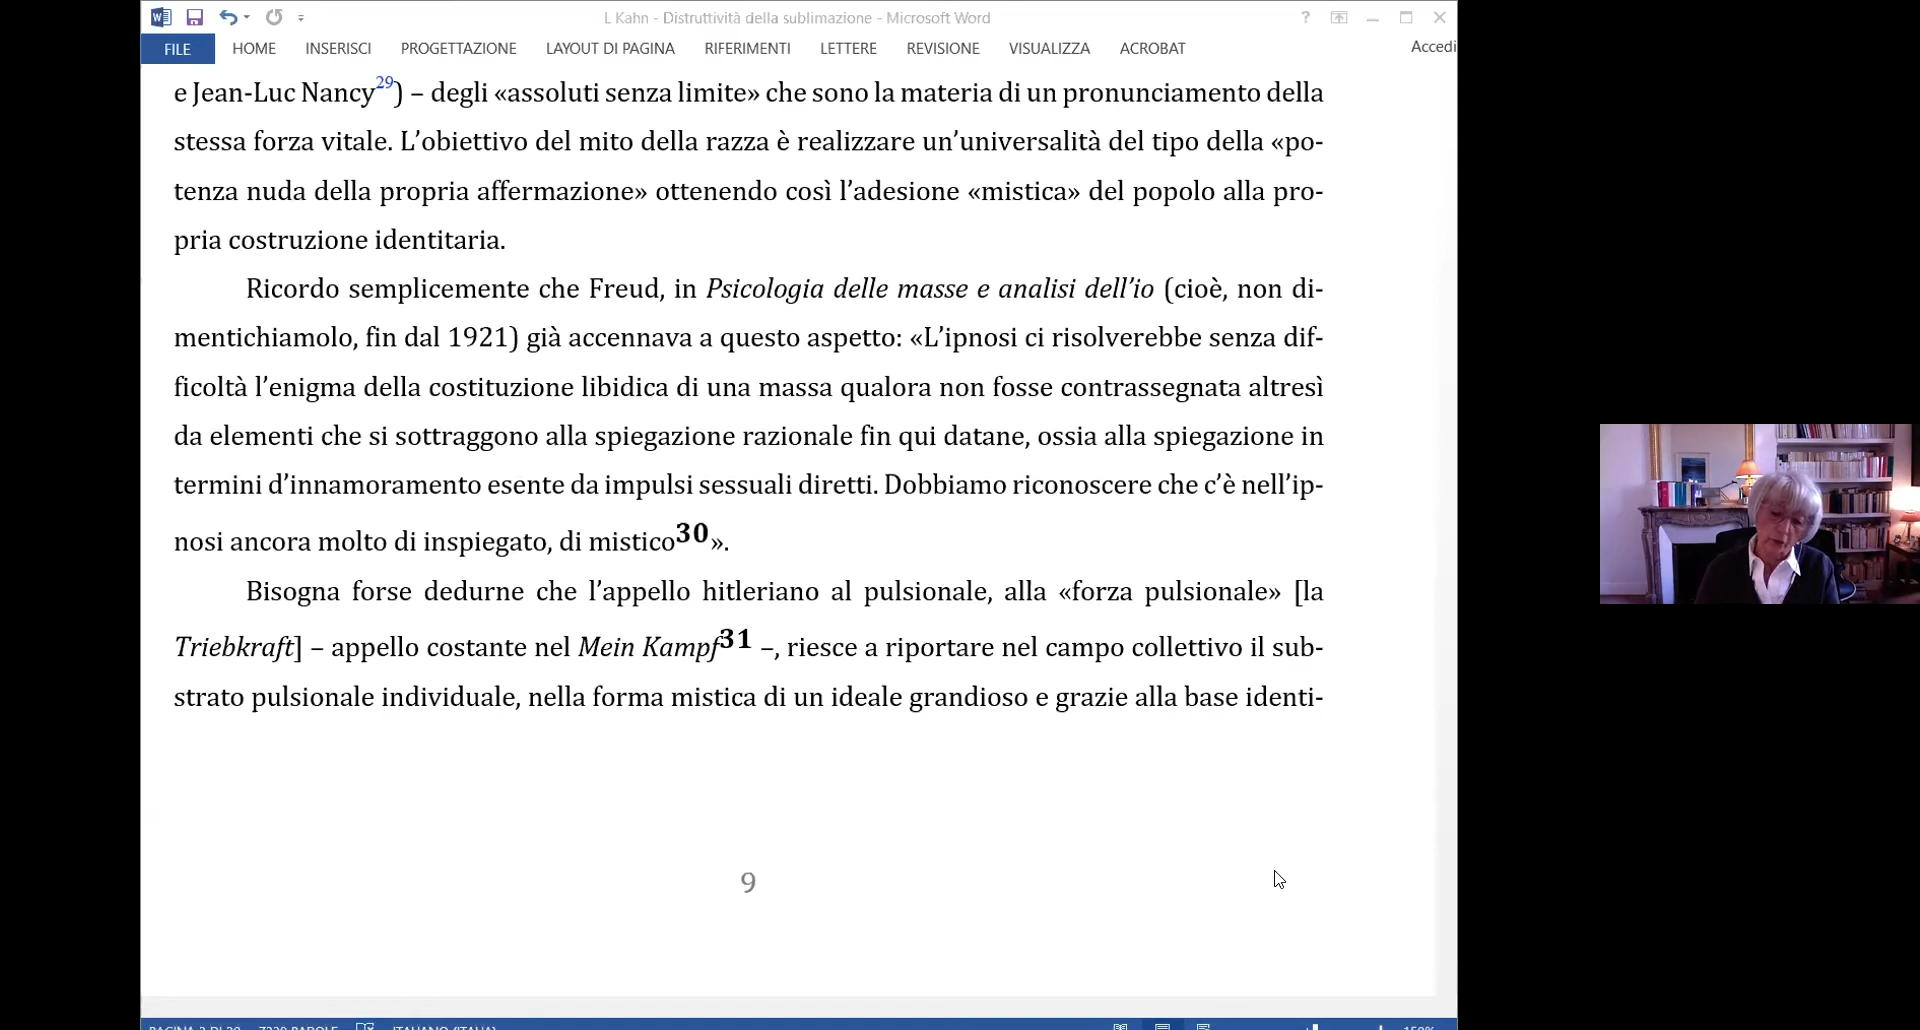 L Kahn - Distruttività della sublimazione - Microsoft Word
FILE HOME INSERISCI PROGETTAZIONE LAYOUT DI PAGINA RIFERIMENTI LETTERE REVISIONE VISUALIZZA ACROBAT Accedi
e Jean-Luc Nancy29) – degli «assoluti senza limite» che sono la materia di un pronunciamento della
stessa forza vitale. L’obiettivo del mito della razza è realizzare un’universalità del tipo della «po-
tenza nuda della propria affermazione» ottenendo così l’adesione «mistica» del popolo alla pro-
pria costruzione identitaria.
Ricordo semplicemente che Freud, in Psicologia delle masse e analisi dell’io (cioè, non di-
mentichiamolo, fin dal 1921) già accennava a questo aspetto: «L’ipnosi ci risolverebbe senza dif-
ficoltà l’enigma della costituzione libidica di una massa qualora non fosse contrassegnata altresì
da elementi che si sottraggono alla spiegazione razionale fin qui datane, ossia alla spiegazione in
termini d’innamoramento esente da impulsi sessuali diretti. Dobbiamo riconoscere che c’è nell’ip-
nosi ancora molto di inspiegato, di mistico30».
Bisogna forse dedurne che l’appello hitleriano al pulsionale, alla «forza pulsionale» [la
Triebkraft] – appello costante nel Mein Kampf31 –, riesce a riportare nel campo collettivo il sub-
strato pulsionale individuale, nella forma mistica di un ideale grandioso e grazie alla base identi-
9